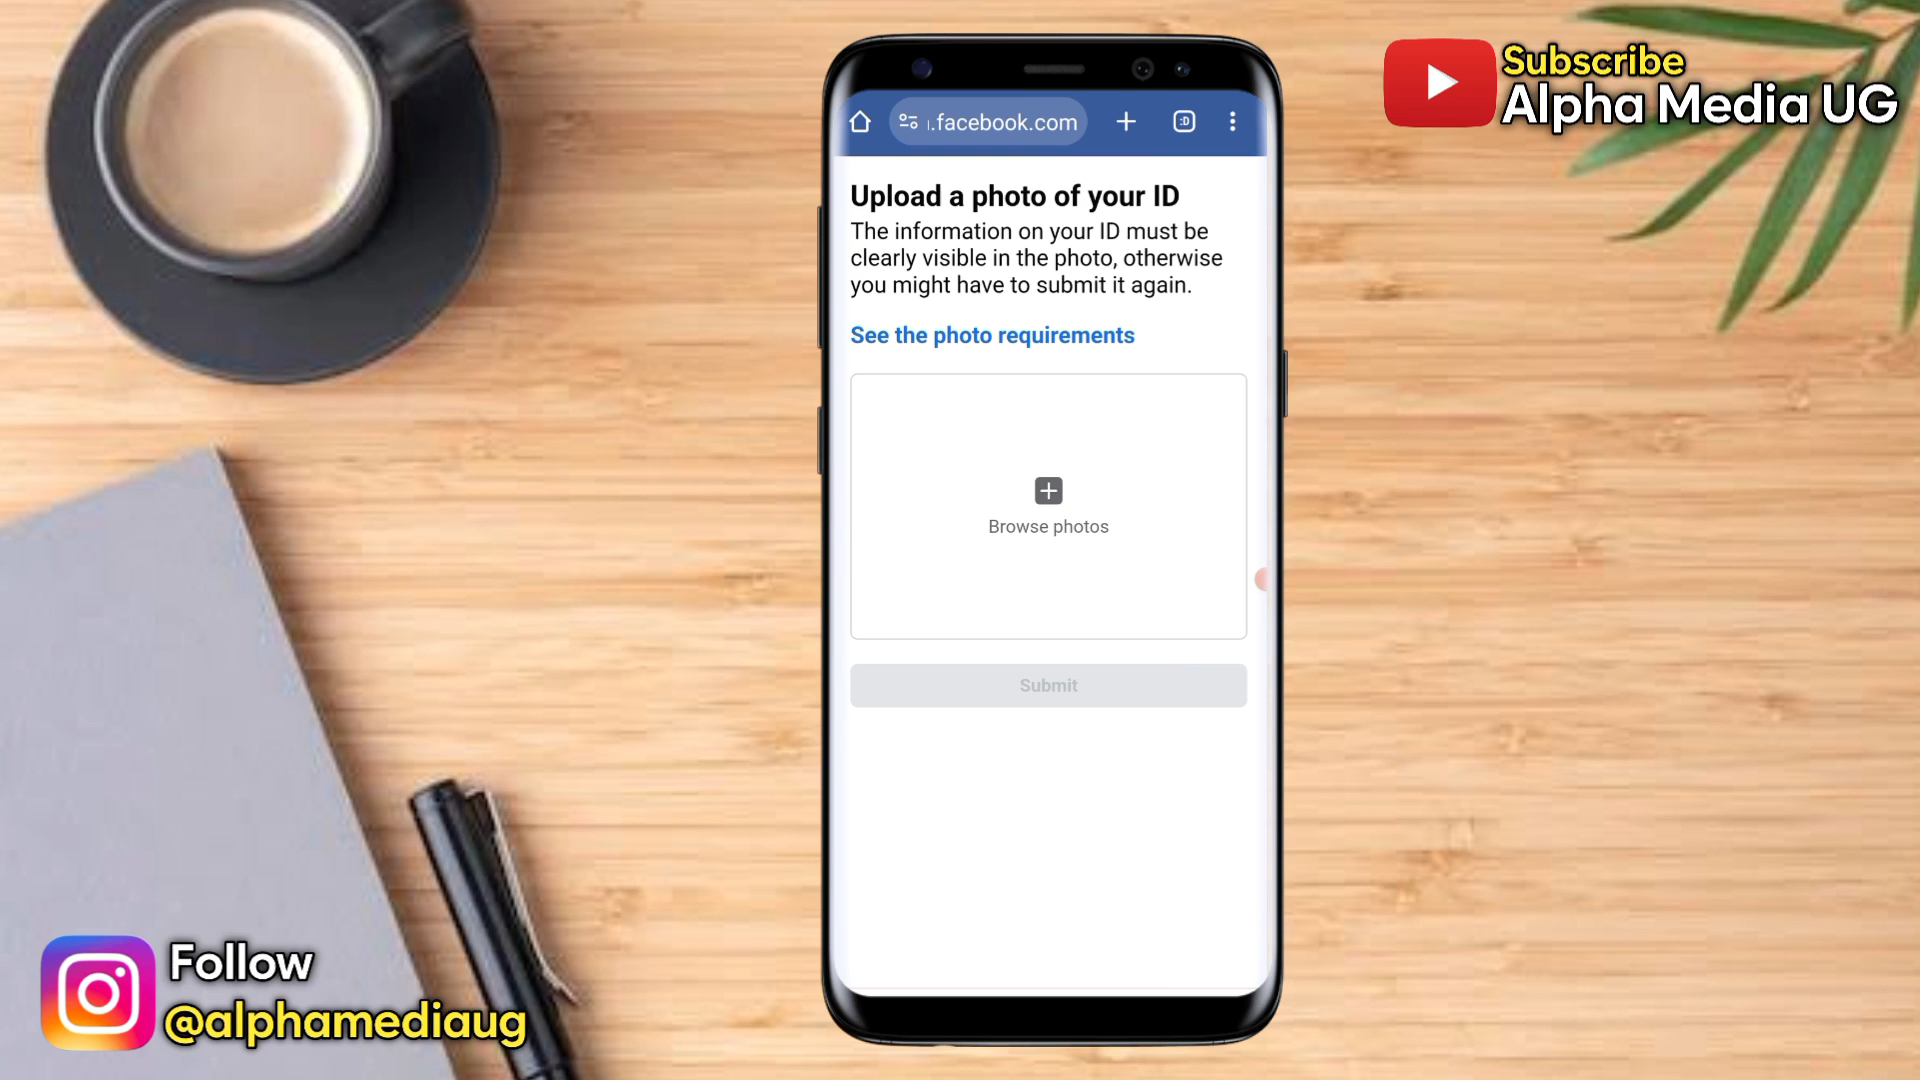 Subscribe
Alpha Media UG
.facebook.com
:D
Upload a photo of your ID
The information on your ID must be
clearly visible in the photo, otherwise
you might have to submit it again.
See the photo requirements
Browse photos
Submit
Follow
@alphamediaug